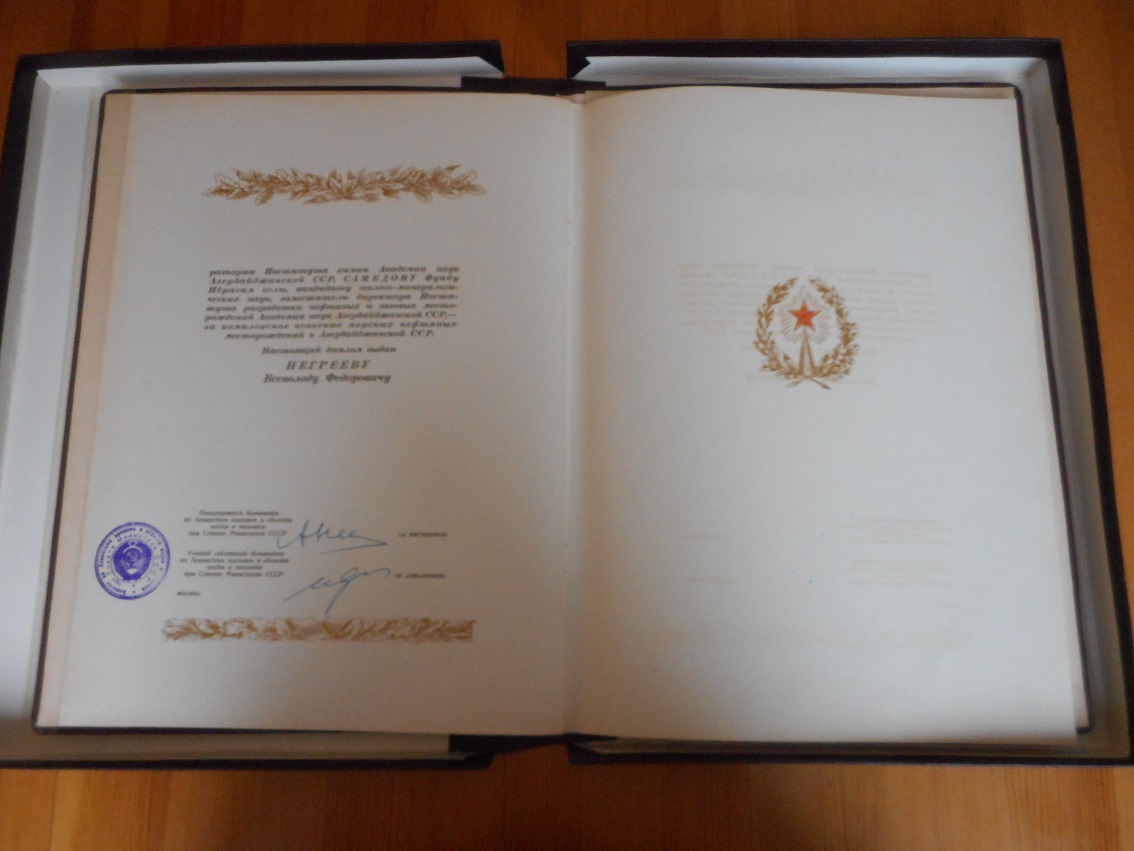 ратории Института химии Академии наук
Азербайджанской ССР, САМЕДОВУ Фуаду
Ибрагим оглы, кандидату геолого-минералоги-
ческих наук, заместителю директора Инсти-
тута разработки нефтяных и газовых место-
рождений Академии наук Азербайджанской ССР,—
за комплексное освоение морских нефтяных
месторождений в Азербайджанской ССР.
Настоящий диплом выдан
НЕГРЕЕВУ
Всеволоду Федоровичу
Председатель Комитета
по Ленинским премиям в области
науки и техники
при Совете Министров СССР
Ученый секретарь Комитета
по Ленинским премиям в области
науки и техники
при Совете Министров СССР
МОСКВА.